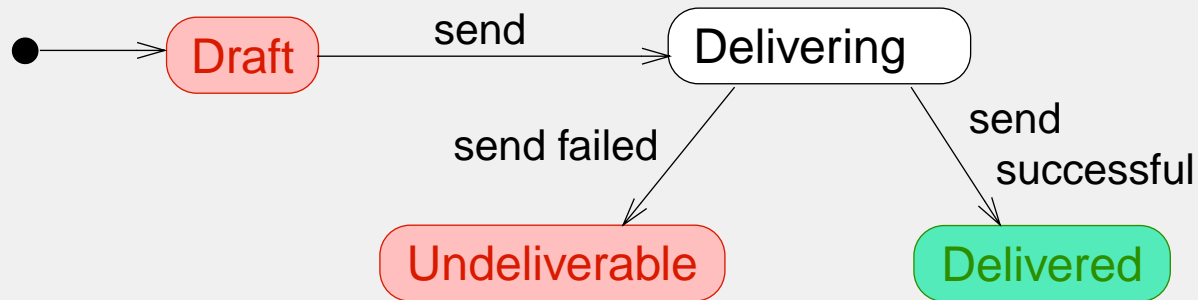 send
Draft
Delivering
send failed
send
successful
Undeliverable
Delivered